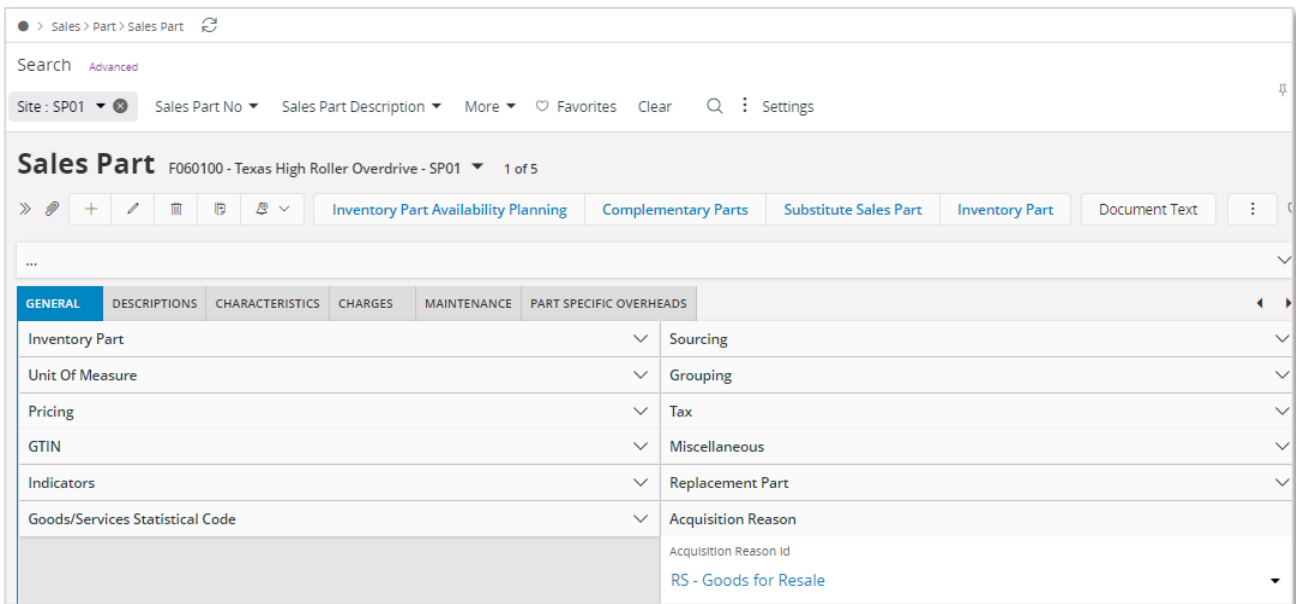 Sales > Part > Sales Part
Search Advanced
Site : SP01 Sales Part No Sales Part Description More Favorites Clear Settings
Sales Part F060100 - Texas High Roller Overdrive - SP01 1 of 5
Inventory Part Availability Planning Complementary Parts Substitute Sales Part Inventory Part Document Text
...
GENERAL DESCRIPTIONS CHARACTERISTICS CHARGES MAINTENANCE PART SPECIFIC OVERHEADS
Inventory Part Sourcing
Unit Of Measure Grouping
Pricing Tax
GTIN Miscellaneous
Indicators Replacement Part
Goods/Services Statistical Code Acquisition Reason
Acquisition Reason Id
RS - Goods for Resale